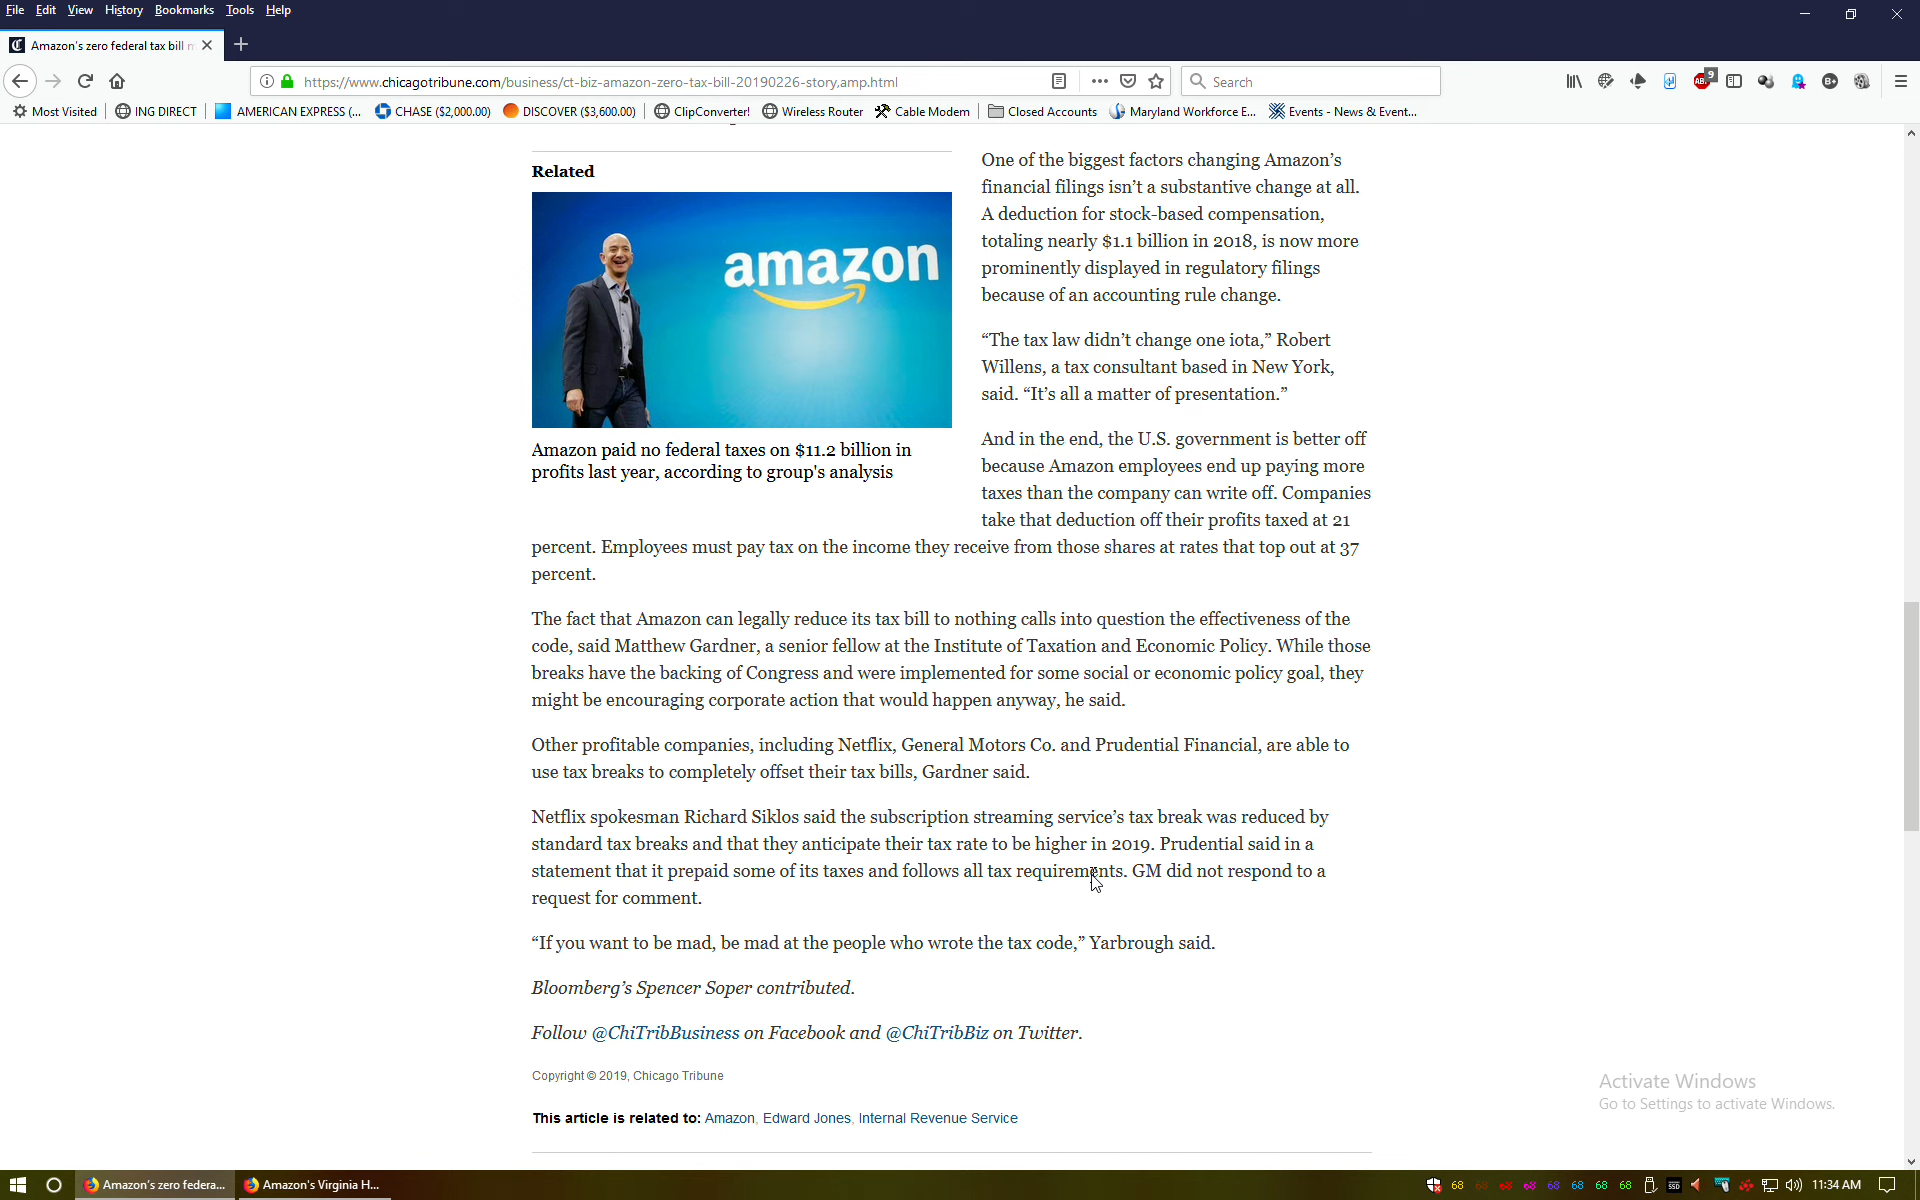 File Edit View History Bookmarks Tools Help
Amazon's zero federal tax bill
https://www.chicagotribune.com/business/ct-biz-amazon-zero-tax-bill-20190226-story,amp.html
Search
9
Most Visited ING DIRECT AMERICAN EXPRESS (... CHASE ($2,000.00) DISCOVER ($3,600.00) ClipConverter! Wireless Router Cable Modem Closed Accounts Maryland Workforce E... Events - News & Event...
Related
amazon
Amazon paid no federal taxes on $11.2 billion in
profits last year, according to group's analysis
One of the biggest factors changing Amazon’s
financial filings isn’t a substantive change at all.
A deduction for stock-based compensation,
totaling nearly $1.1 billion in 2018, is now more
prominently displayed in regulatory filings
because of an accounting rule change.
“The tax law didn’t change one iota,” Robert
Willens, a tax consultant based in New York,
said. “It’s all a matter of presentation.”
And in the end, the U.S. government is better off
because Amazon employees end up paying more
taxes than the company can write off. Companies
take that deduction off their profits taxed at 21
percent. Employees must pay tax on the income they receive from those shares at rates that top out at 37
percent.
The fact that Amazon can legally reduce its tax bill to nothing calls into question the effectiveness of the
code, said Matthew Gardner, a senior fellow at the Institute of Taxation and Economic Policy. While those
breaks have the backing of Congress and were implemented for some social or economic policy goal, they
might be encouraging corporate action that would happen anyway, he said.
Other profitable companies, including Netflix, General Motors Co. and Prudential Financial, are able to
use tax breaks to completely offset their tax bills, Gardner said.
Netflix spokesman Richard Siklos said the subscription streaming service’s tax break was reduced by
standard tax breaks and that they anticipate their tax rate to be higher in 2019. Prudential said in a
statement that it prepaid some of its taxes and follows all tax requirements. GM did not respond to a
request for comment.
“If you want to be mad, be mad at the people who wrote the tax code,” Yarbrough said.
Bloomberg’s Spencer Soper contributed.
Follow @ChiTribBusiness on Facebook and @ChiTribBiz on Twitter.
Copyright © 2019, Chicago Tribune
This article is related to: Amazon, Edward Jones, Internal Revenue Service
Activate Windows
Go to Settings to activate Windows.
Amazon's zero federa... Amazon's Virginia H... 68 68 68 68 68 68 68 68 SSD 11:34 AM